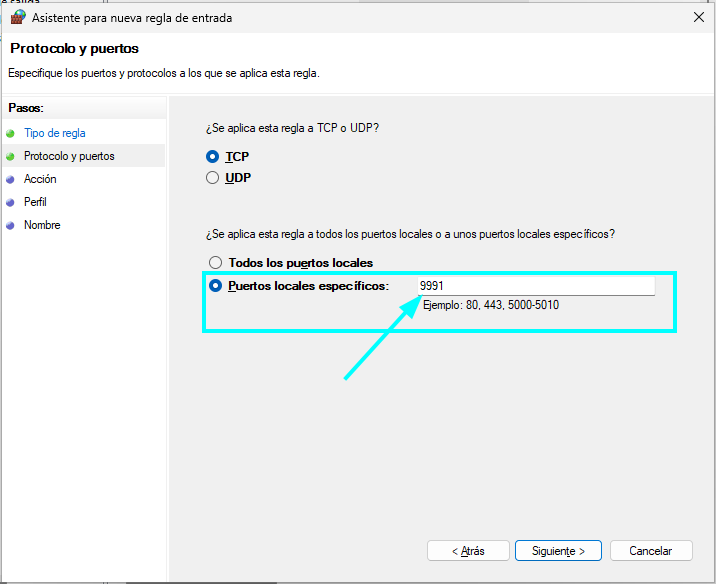 Asistente para nueva regla de entrada
Protocolo y puertos
Especifique los puertos y protocolos a los que se aplica esta regla.
Pasos:
Tipo de regla
Protocolo y puertos
Acción
Perfil
Nombre
¿Se aplica esta regla a TCP o UDP?
TCP
UDP
¿Se aplica esta regla a todos los puertos locales o a unos puertos locales específicos?
Todos los puertos locales
Puertos locales específicos: 9991
Ejemplo: 80, 443, 5000-5010
< Atrás Siguiente > Cancelar